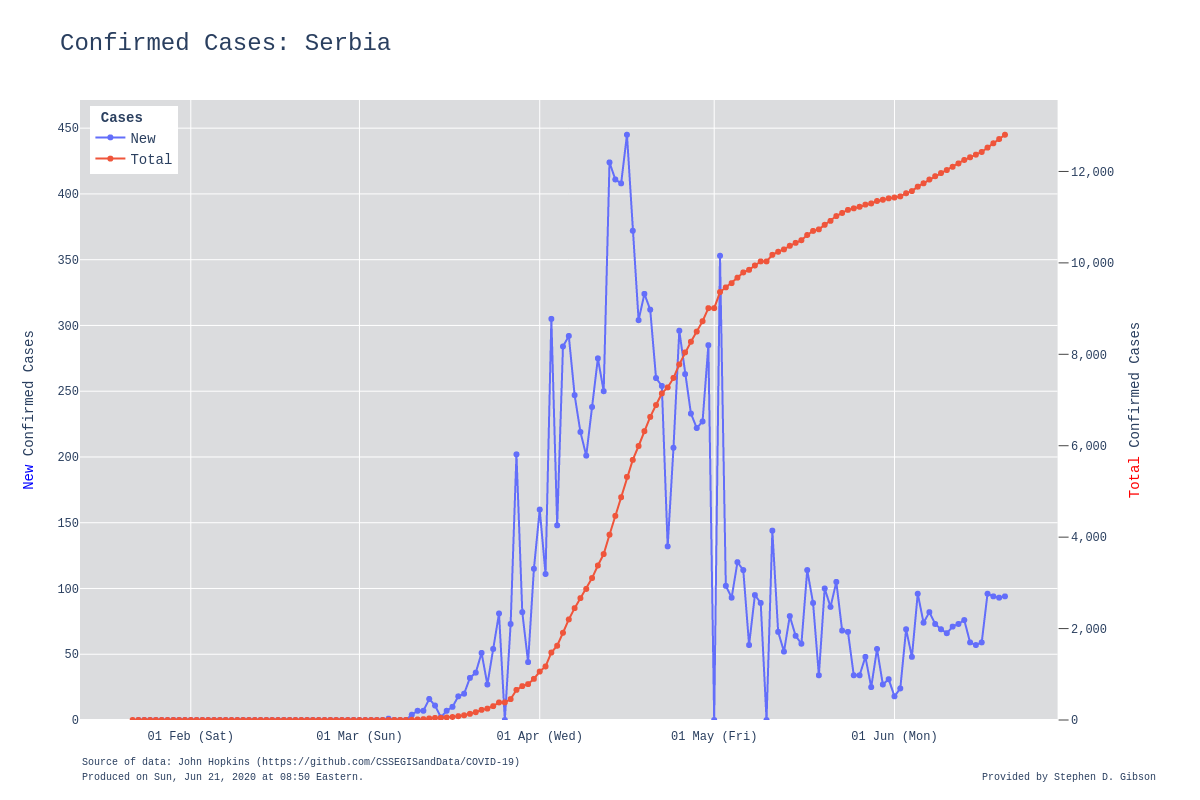 Confirmed Cases: Serbia
Cases
New
Total
450
400
350
300
250
200
150
100
50
0
12,000
10,000
8,000
6,000
4,000
2,000
0
New Confirmed Cases
Total Confirmed Cases
01 Feb (Sat)
01 Mar (Sun)
01 Apr (Wed)
01 May (Fri)
01 Jun (Mon)
Source of data: John Hopkins (https://github.com/CSSEGISandData/COVID-19)
Produced on Sun, Jun 21, 2020 at 08:50 Eastern.
Provided by Stephen D. Gibson